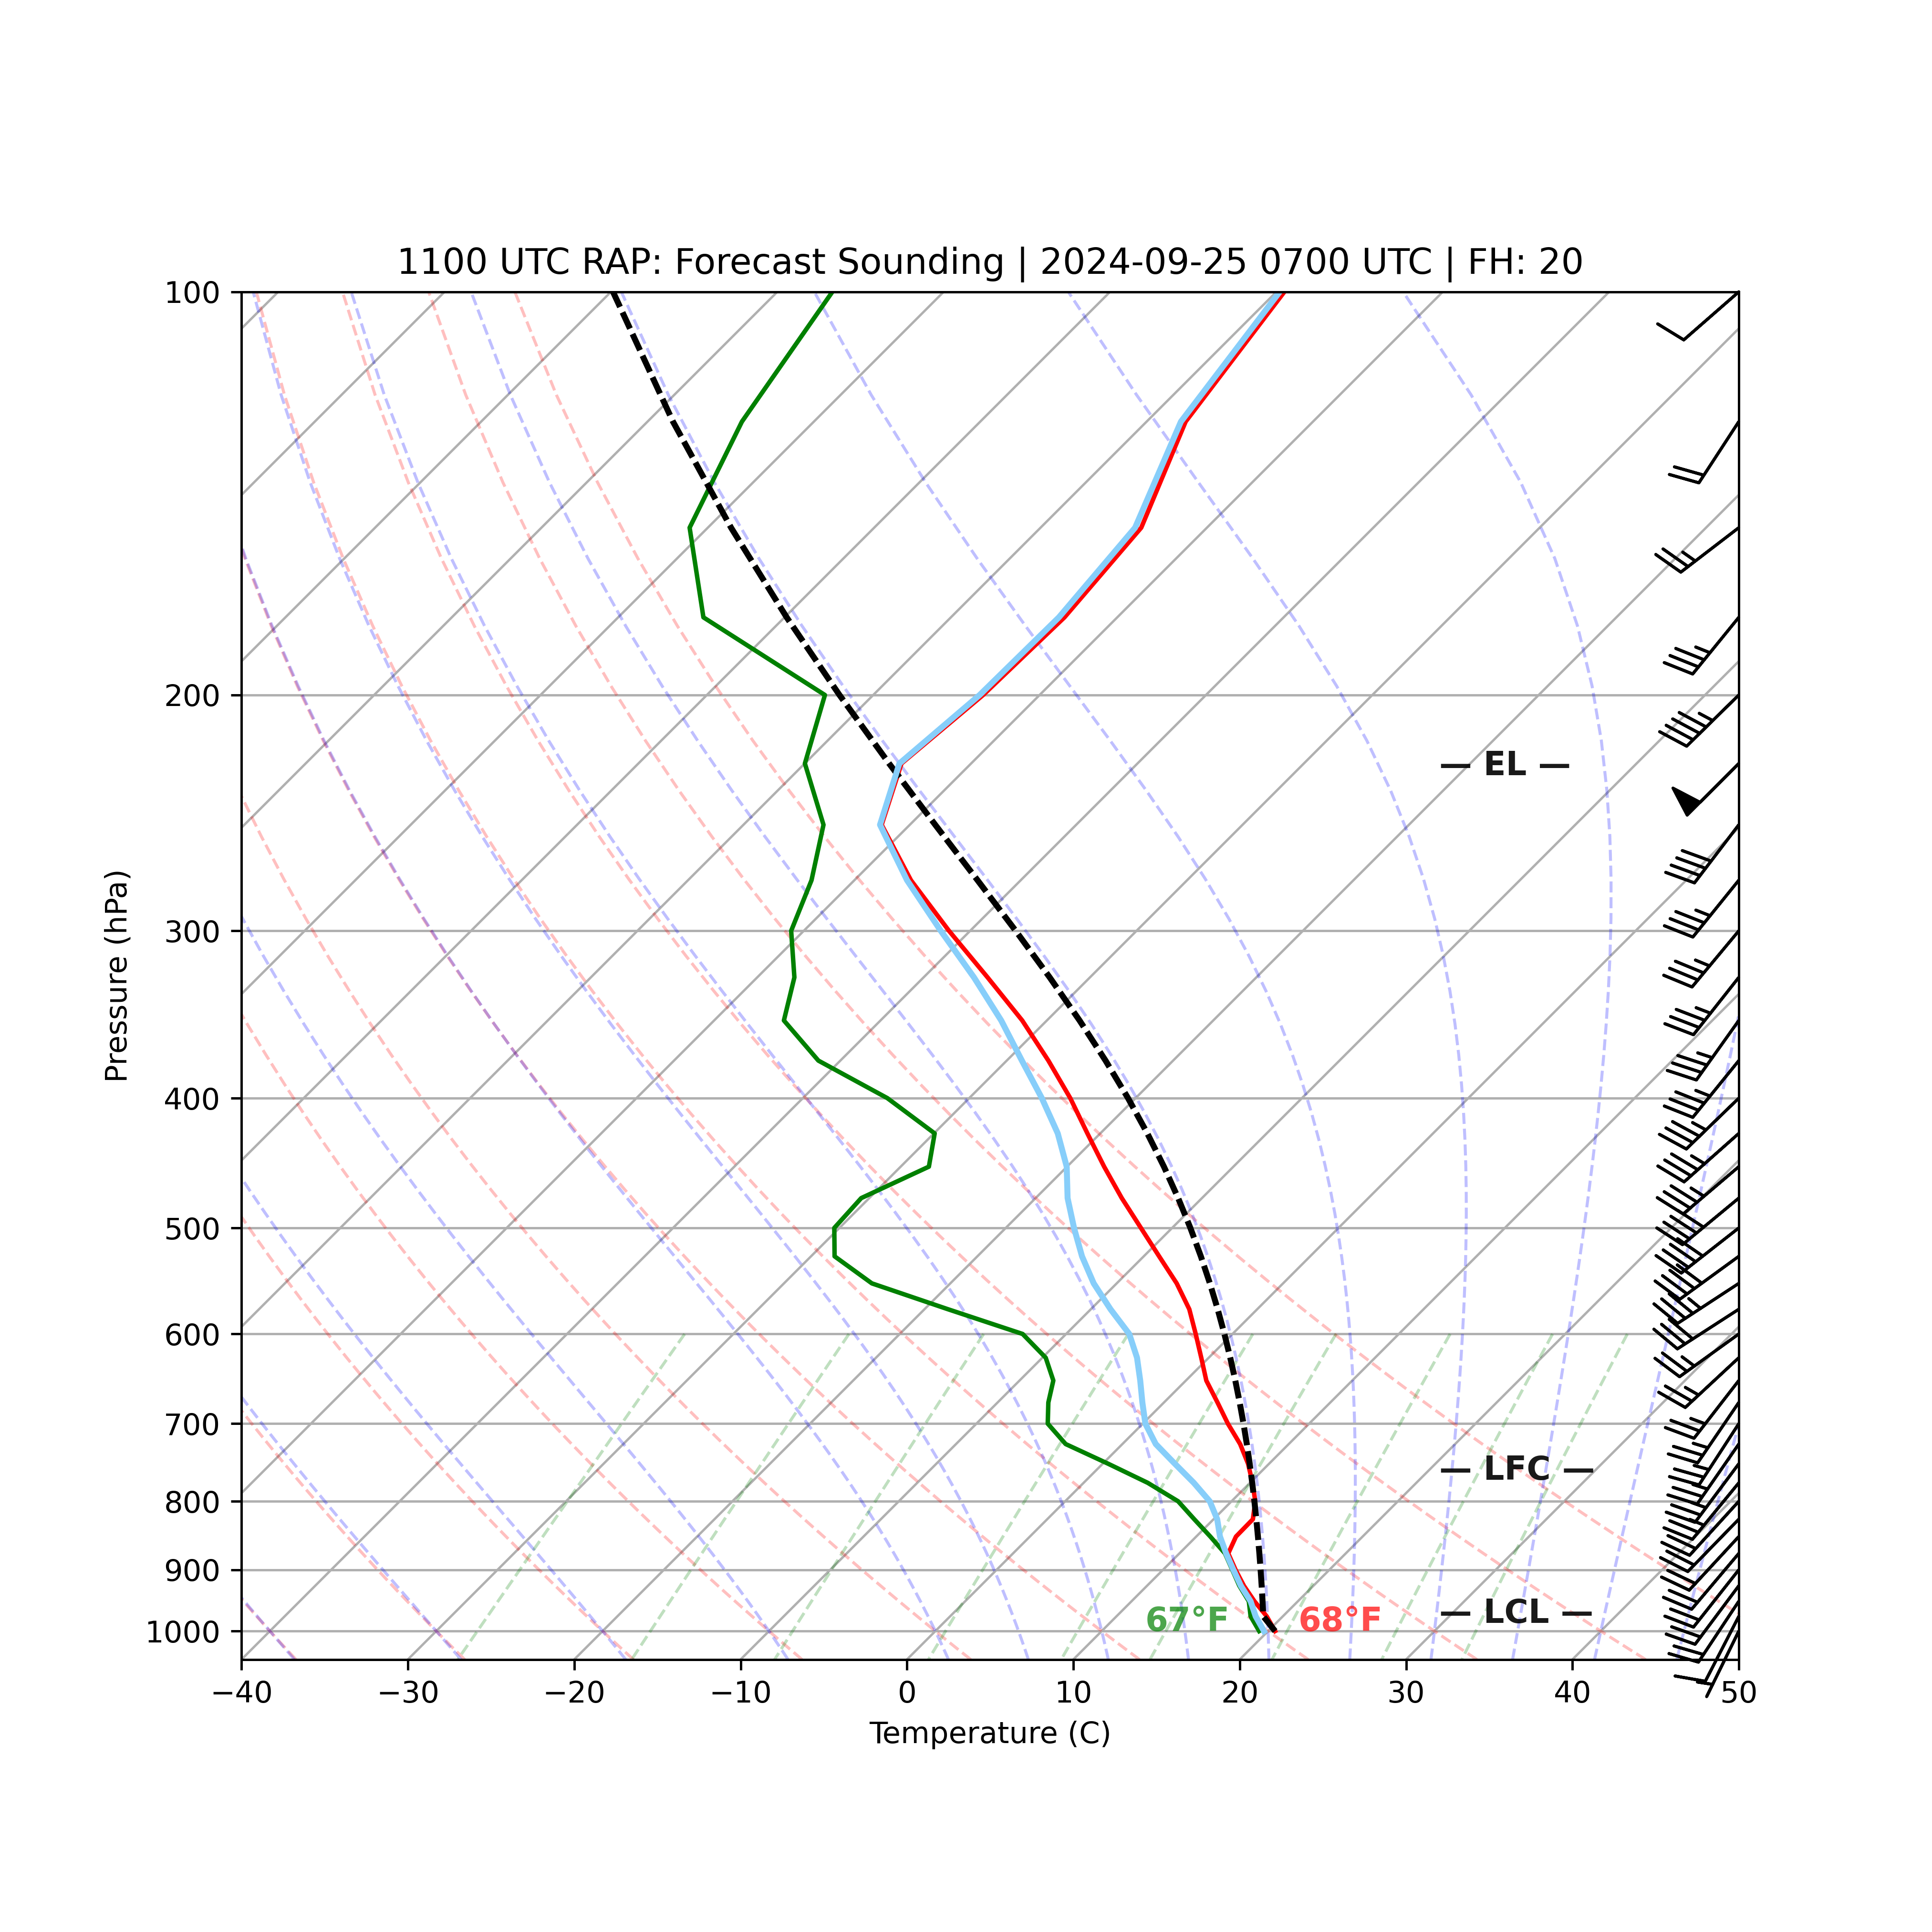 1100 UTC RAP: Forecast Sounding | 2024-09-25 0700 UTC | FH: 20
100
200
— EL —
300
Pressure (hPa)
400
500
600
700
— LFC —
800
900
67°F 68°F — LCL —
1000
−40 −30 −20 −10 0 10 20 30 40 50
Temperature (C)